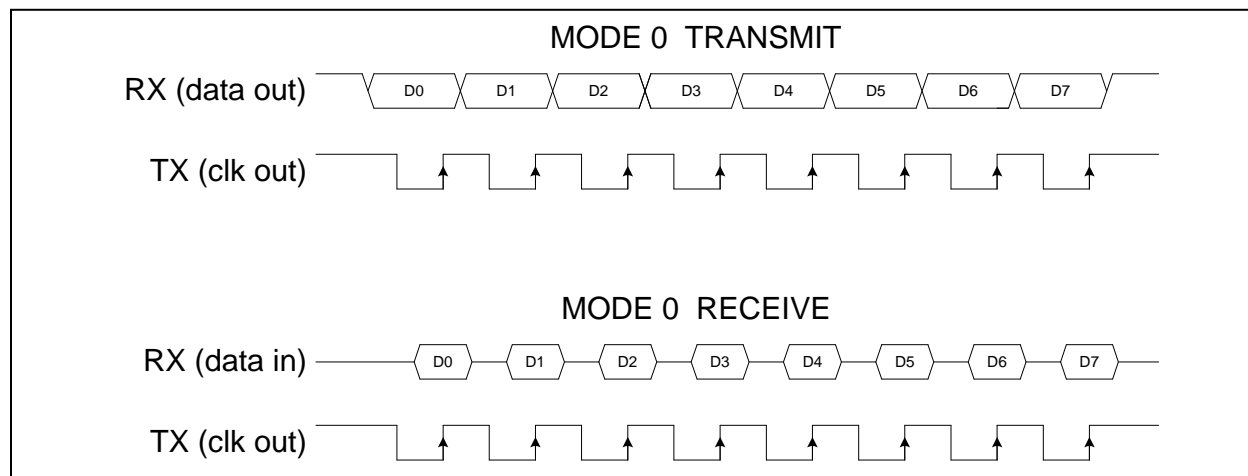 MODE 0 TRANSMIT
RX (data out) D0 D1 D2 D3 D4 D5 D6 D7
TX (clk out)
MODE 0 RECEIVE
RX (data in) D0 D1 D2 D3 D4 D5 D6 D7
TX (clk out)